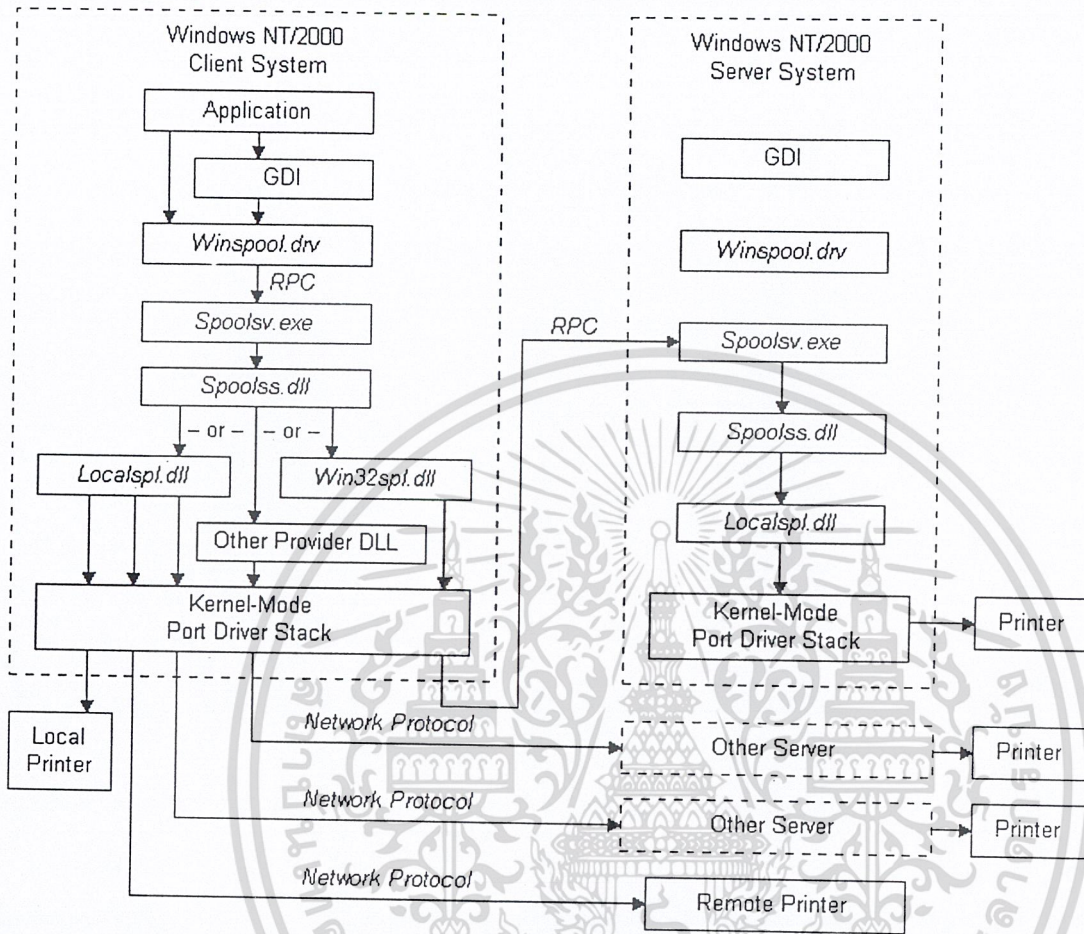 Windows NT/2000
Client System
Application
GDI
Winspool.drv
RPC
Spoolsv.exe
Spoolss.dll
– or –
– or –
Localspl.dll
Win32spl.dll
Other Provider DLL
Kernel-Mode
Port Driver Stack
Local
Printer
Windows NT/2000
Server System
GDI
Winspool.drv
RPC
Spoolsv.exe
Spoolss.dll
Localspl.dll
Kernel-Mode
Port Driver Stack
Printer
Network Protocol
Other Server
Printer
Network Protocol
Other Server
Printer
Network Protocol
Remote Printer